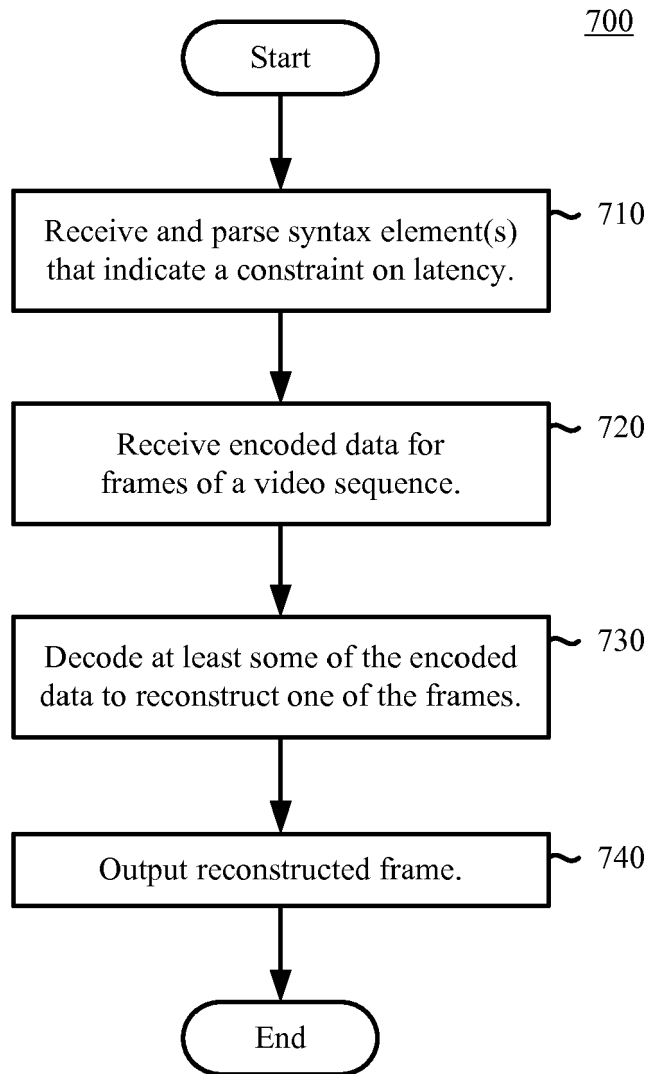 700
Start
Receive and parse syntax element(s)
that indicate a constraint on latency.
710
Receive encoded data for
frames of a video sequence.
720
Decode at least some of the encoded
data to reconstruct one of the frames.
730
Output reconstructed frame.
740
End